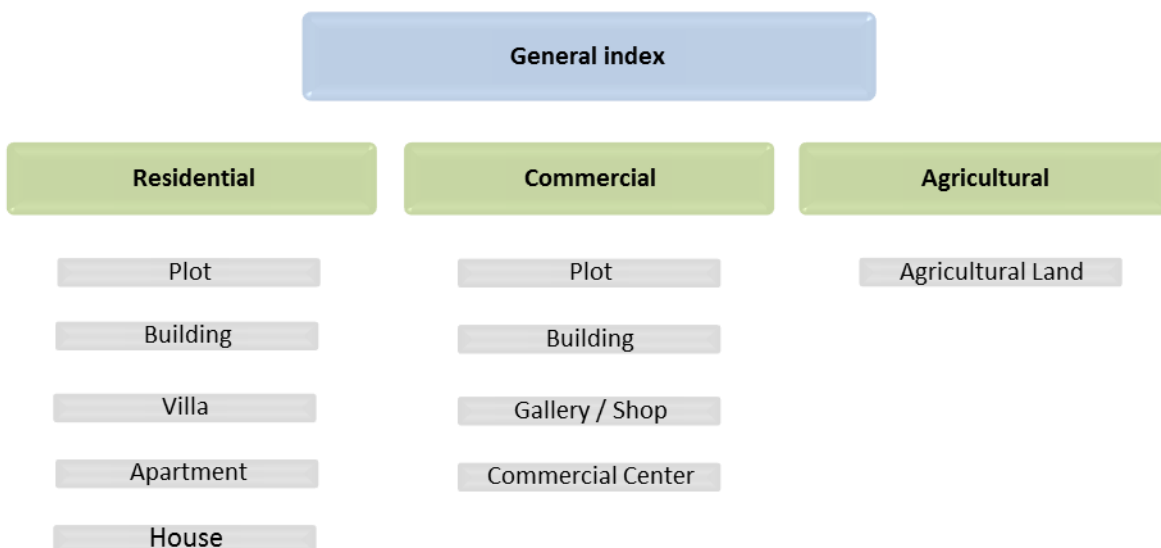 General index
Residential
Commercial
Agricultural
Plot
Building
Villa
Apartment
House
Plot
Building
Gallery / Shop
Commercial Center
Agricultural Land